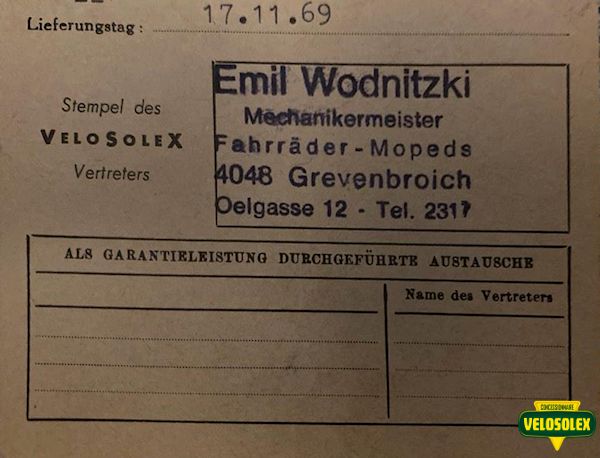 Lieferungstag: 17.11.69
Emil Wodnitzki
Mechanikermeister
Fahrräder - Mopeds
4048 Grevenbroich
Oelgasse 12 - Tel. 2317
Stempel des
VELOSOLEX
Vertreters
ALS GARANTIELEISTUNG DURCHGEFÜHRTE AUSTAUSCHE
Name des Vertreters
CONCESSIONNAIRE
VELOSOLEX